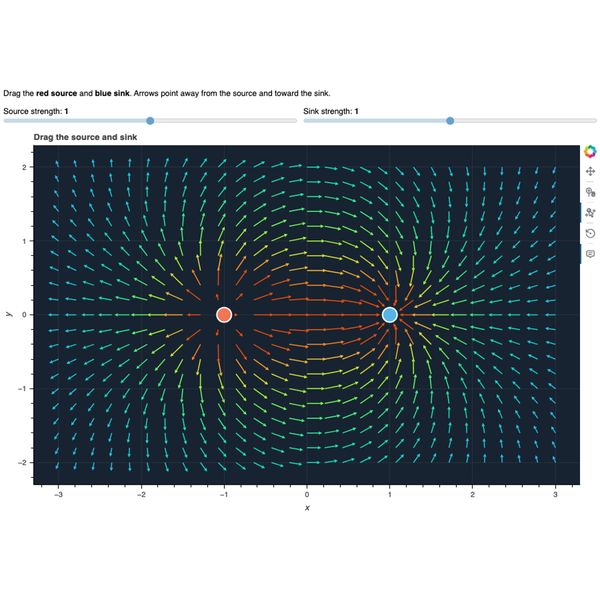 Drag the red source and blue sink. Arrows point away from the source and toward the sink.
Source strength: 1
Sink strength: 1
Drag the source and sink
2
1
0
−1
−2
y
−3
−2
−1
0
1
2
3
x